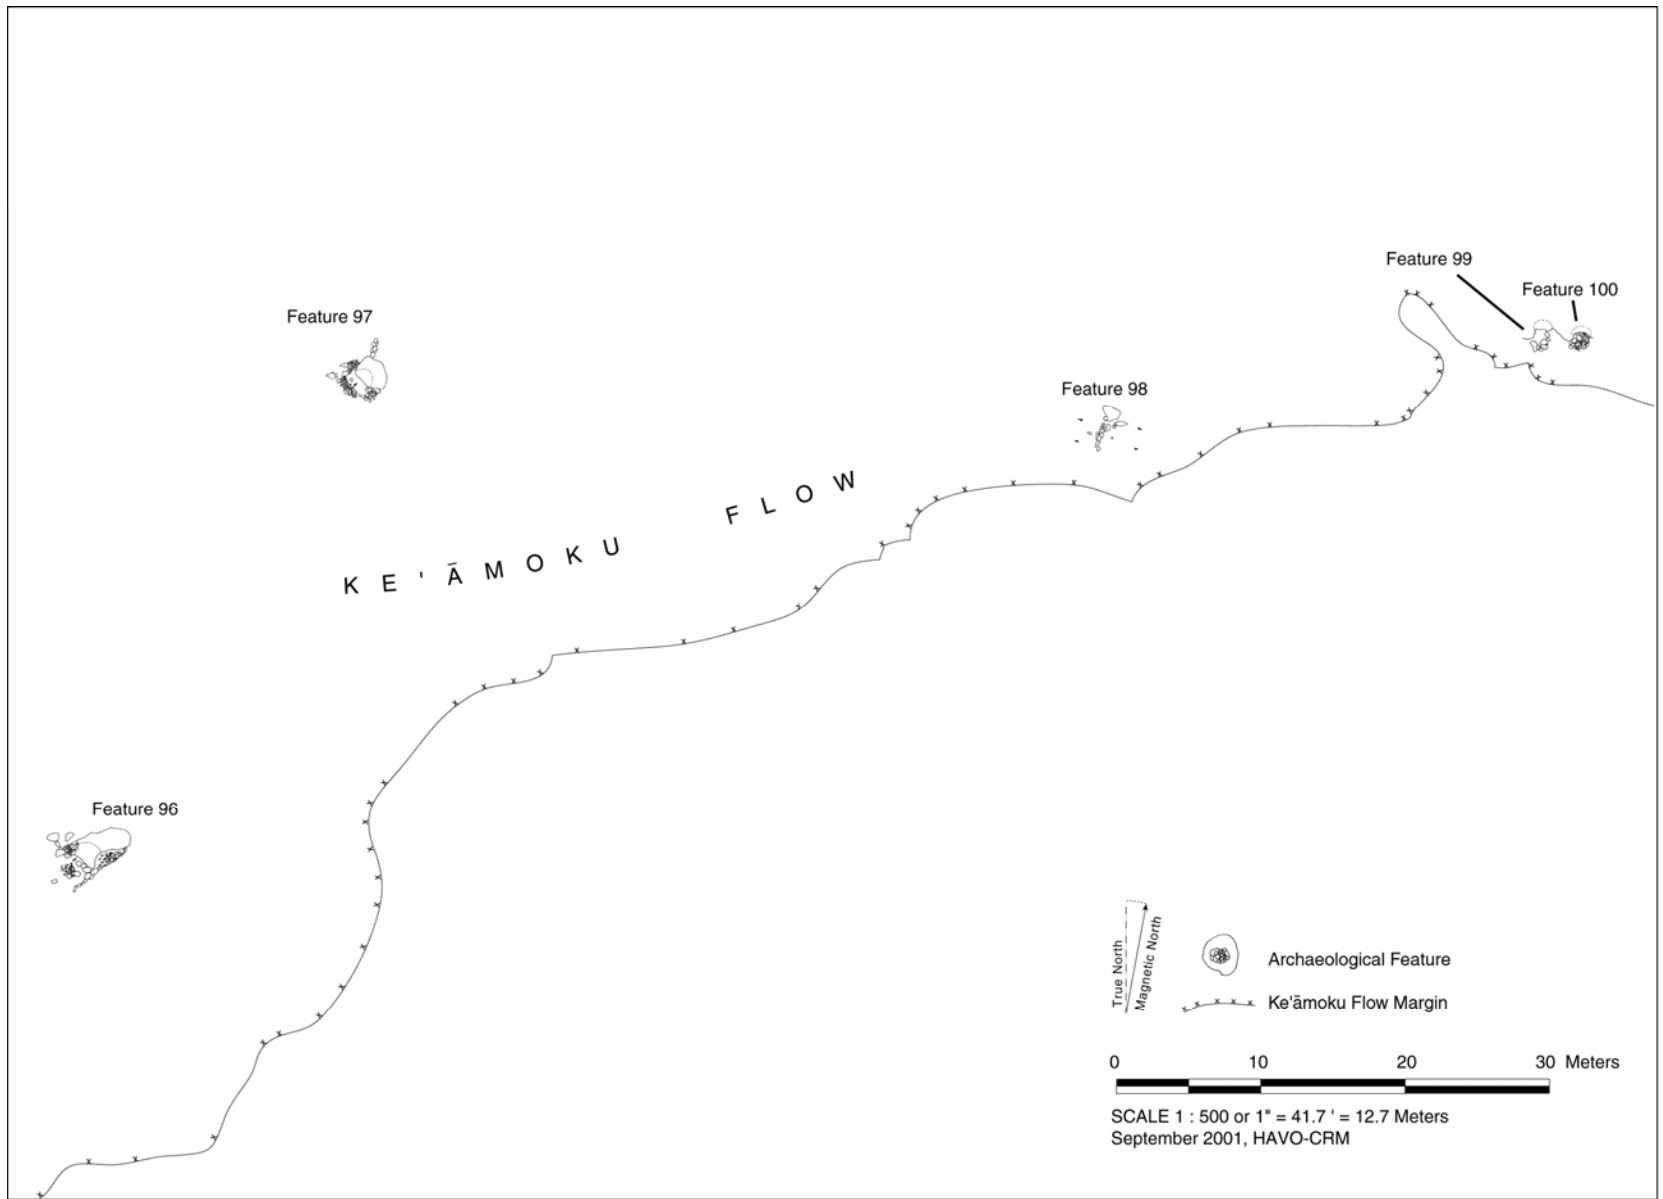 Feature 99
Feature 100
Feature 97
Feature 98
KE'ĀMOKU FLOW
Feature 96
True North
Magnetic North
Archaeological Feature
Ke'āmoku Flow Margin
0 10 20 30 Meters
SCALE 1 : 500 or 1" = 41.7 ' = 12.7 Meters
September 2001, HAVO-CRM